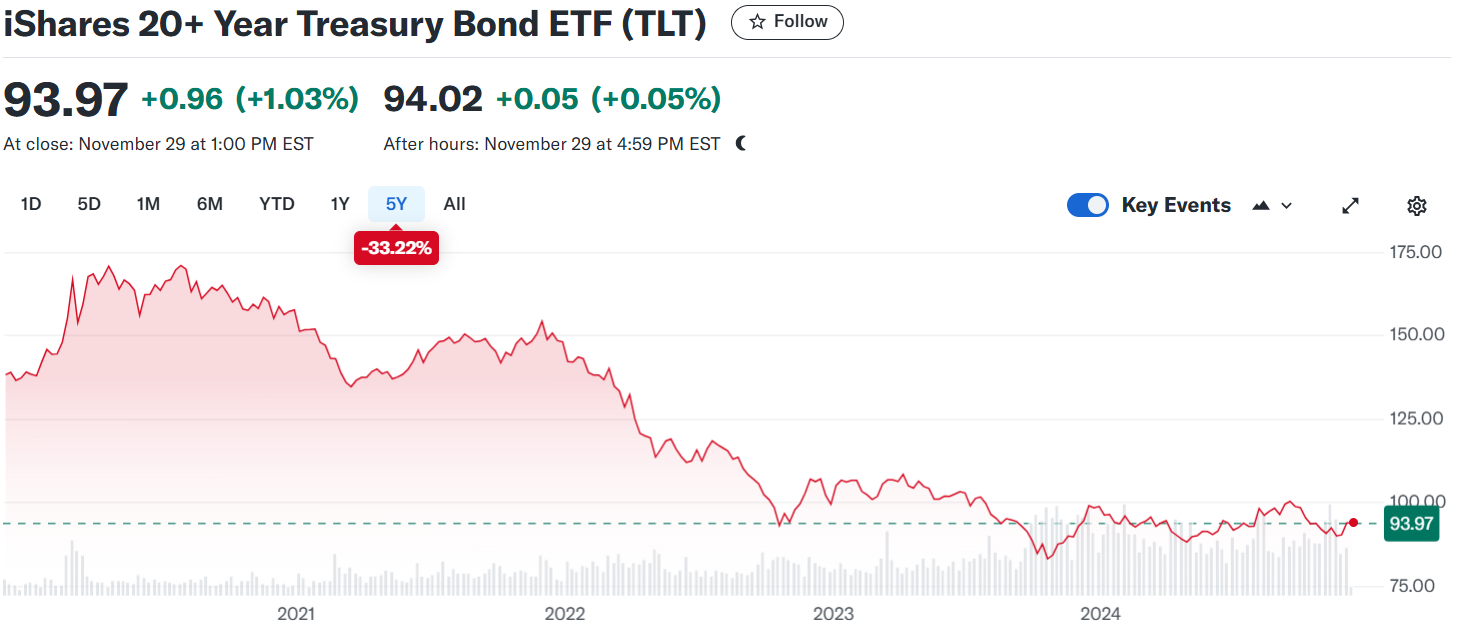 iShares 20+ Year Treasury Bond ETF (TLT) Follow
93.97 +0.96 (+1.03%) 94.02 +0.05 (+0.05%)
At close: November 29 at 1:00 PM EST After hours: November 29 at 4:59 PM EST
1D 5D 1M 6M YTD 1Y 5Y All Key Events
-33.22%
175.00
150.00
125.00
100.00
93.97
75.00
2021 2022 2023 2024